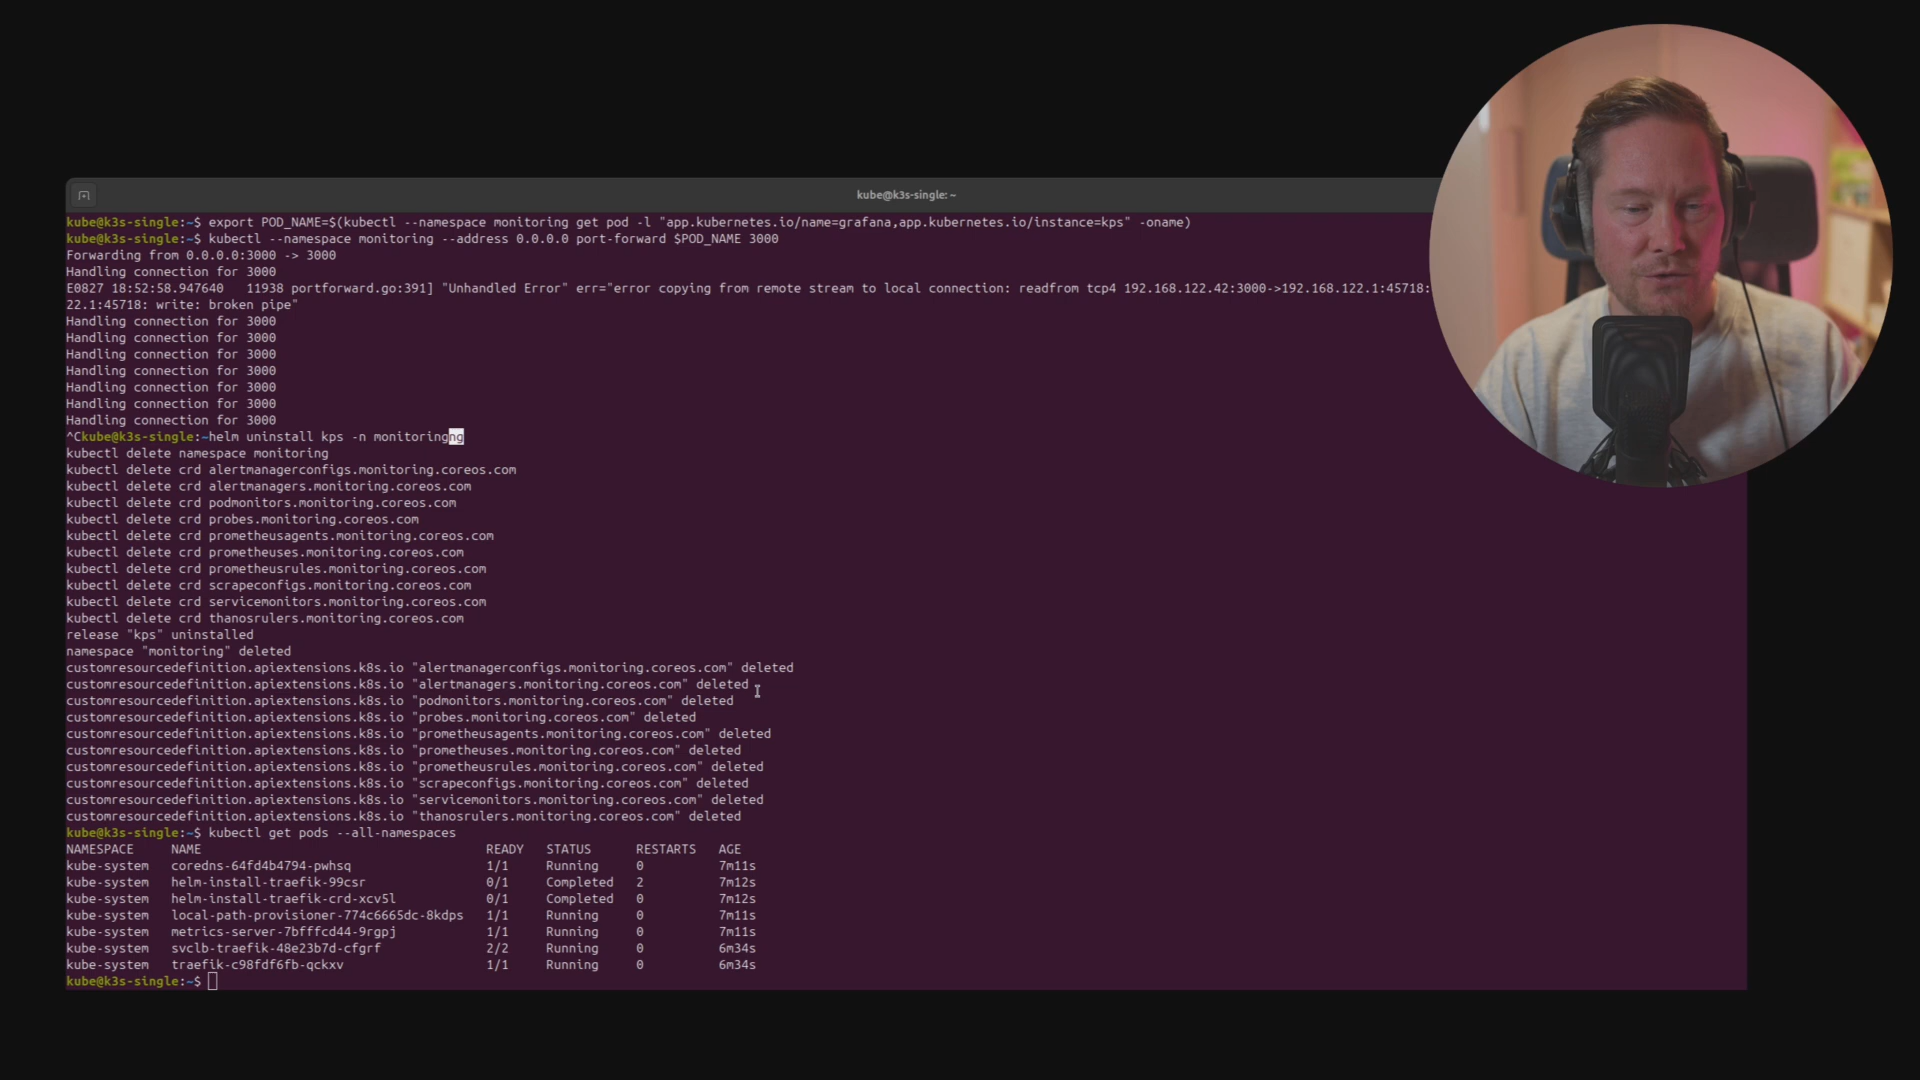 kube@k3s-single: ~
kube@k3s-single:~$ export POD_NAME=$(kubectl --namespace monitoring get pod -l "app.kubernetes.io/name=grafana,app.kubernetes.io/instance=kps" -oname)
kube@k3s-single:~$ kubectl --namespace monitoring --address 0.0.0.0 port-forward $POD_NAME 3000
Forwarding from 0.0.0.0:3000 -> 3000
Handling connection for 3000
E0827 18:52:58.947640   11938 portforward.go:391] "Unhandled Error" err="error copying from remote stream to local connection: readfrom tcp4 192.168.122.42:3000->192.168.122.1:45718:
22.1:45718: write: broken pipe"
Handling connection for 3000
Handling connection for 3000
Handling connection for 3000
Handling connection for 3000
Handling connection for 3000
Handling connection for 3000
Handling connection for 3000
^Ckube@k3s-single:~helm uninstall kps -n monitoringng
kubectl delete namespace monitoring
kubectl delete crd alertmanagerconfigs.monitoring.coreos.com
kubectl delete crd alertmanagers.monitoring.coreos.com
kubectl delete crd podmonitors.monitoring.coreos.com
kubectl delete crd probes.monitoring.coreos.com
kubectl delete crd prometheusagents.monitoring.coreos.com
kubectl delete crd prometheuses.monitoring.coreos.com
kubectl delete crd prometheusrules.monitoring.coreos.com
kubectl delete crd scrapeconfigs.monitoring.coreos.com
kubectl delete crd servicemonitors.monitoring.coreos.com
kubectl delete crd thanosrulers.monitoring.coreos.com
release "kps" uninstalled
namespace "monitoring" deleted
customresourcedefinition.apiextensions.k8s.io "alertmanagerconfigs.monitoring.coreos.com" deleted
customresourcedefinition.apiextensions.k8s.io "alertmanagers.monitoring.coreos.com" deleted
customresourcedefinition.apiextensions.k8s.io "podmonitors.monitoring.coreos.com" deleted
customresourcedefinition.apiextensions.k8s.io "probes.monitoring.coreos.com" deleted
customresourcedefinition.apiextensions.k8s.io "prometheusagents.monitoring.coreos.com" deleted
customresourcedefinition.apiextensions.k8s.io "prometheuses.monitoring.coreos.com" deleted
customresourcedefinition.apiextensions.k8s.io "prometheusrules.monitoring.coreos.com" deleted
customresourcedefinition.apiextensions.k8s.io "scrapeconfigs.monitoring.coreos.com" deleted
customresourcedefinition.apiextensions.k8s.io "servicemonitors.monitoring.coreos.com" deleted
customresourcedefinition.apiextensions.k8s.io "thanosrulers.monitoring.coreos.com" deleted
kube@k3s-single:~$ kubectl get pods --all-namespaces
NAMESPACE     NAME                                      READY   STATUS      RESTARTS   AGE
kube-system   coredns-64fd4b4794-pwhsq                  1/1     Running     0          7m11s
kube-system   helm-install-traefik-99csr                0/1     Completed   2          7m12s
kube-system   helm-install-traefik-crd-xcv5l            0/1     Completed   0          7m12s
kube-system   local-path-provisioner-774c6665dc-8kdps   1/1     Running     0          7m11s
kube-system   metrics-server-7bfffcd44-9rgpj            1/1     Running     0          7m11s
kube-system   svclb-traefik-48e23b7d-cfgrf              2/2     Running     0          6m34s
kube-system   traefik-c98fdf6fb-qckxv                   1/1     Running     0          6m34s
kube@k3s-single:~$